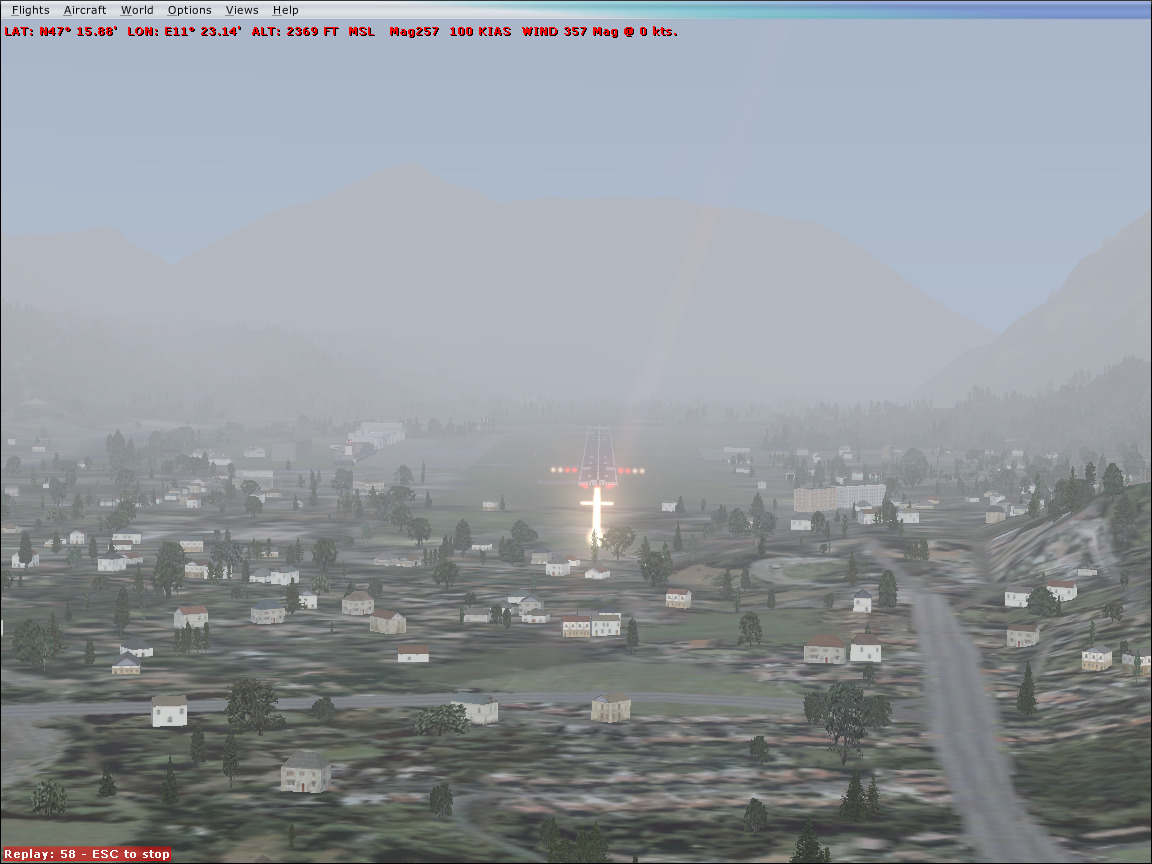 Flights Aircraft World Options Views Help
LAT: N47° 15.88' LON: E11° 23.14' ALT: 2369 FT MSL Mag257 100 KIAS WIND 357 Mag @ 0 kts.
Replay: 58 - ESC to stop